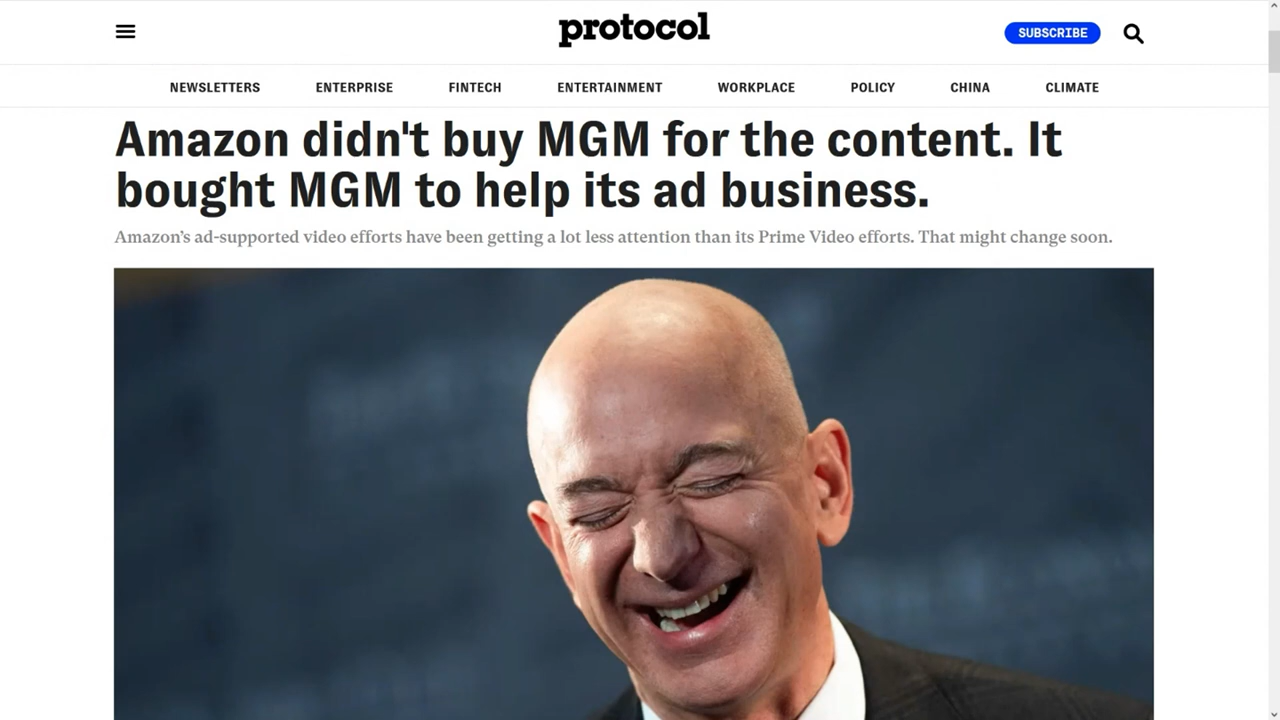 protocol
SUBSCRIBE
NEWSLETTERS ENTERPRISE FINTECH ENTERTAINMENT WORKPLACE POLICY CHINA CLIMATE
Amazon didn't buy MGM for the content. It
bought MGM to help its ad business.
Amazon’s ad-supported video efforts have been getting a lot less attention than its Prime Video efforts. That might change soon.